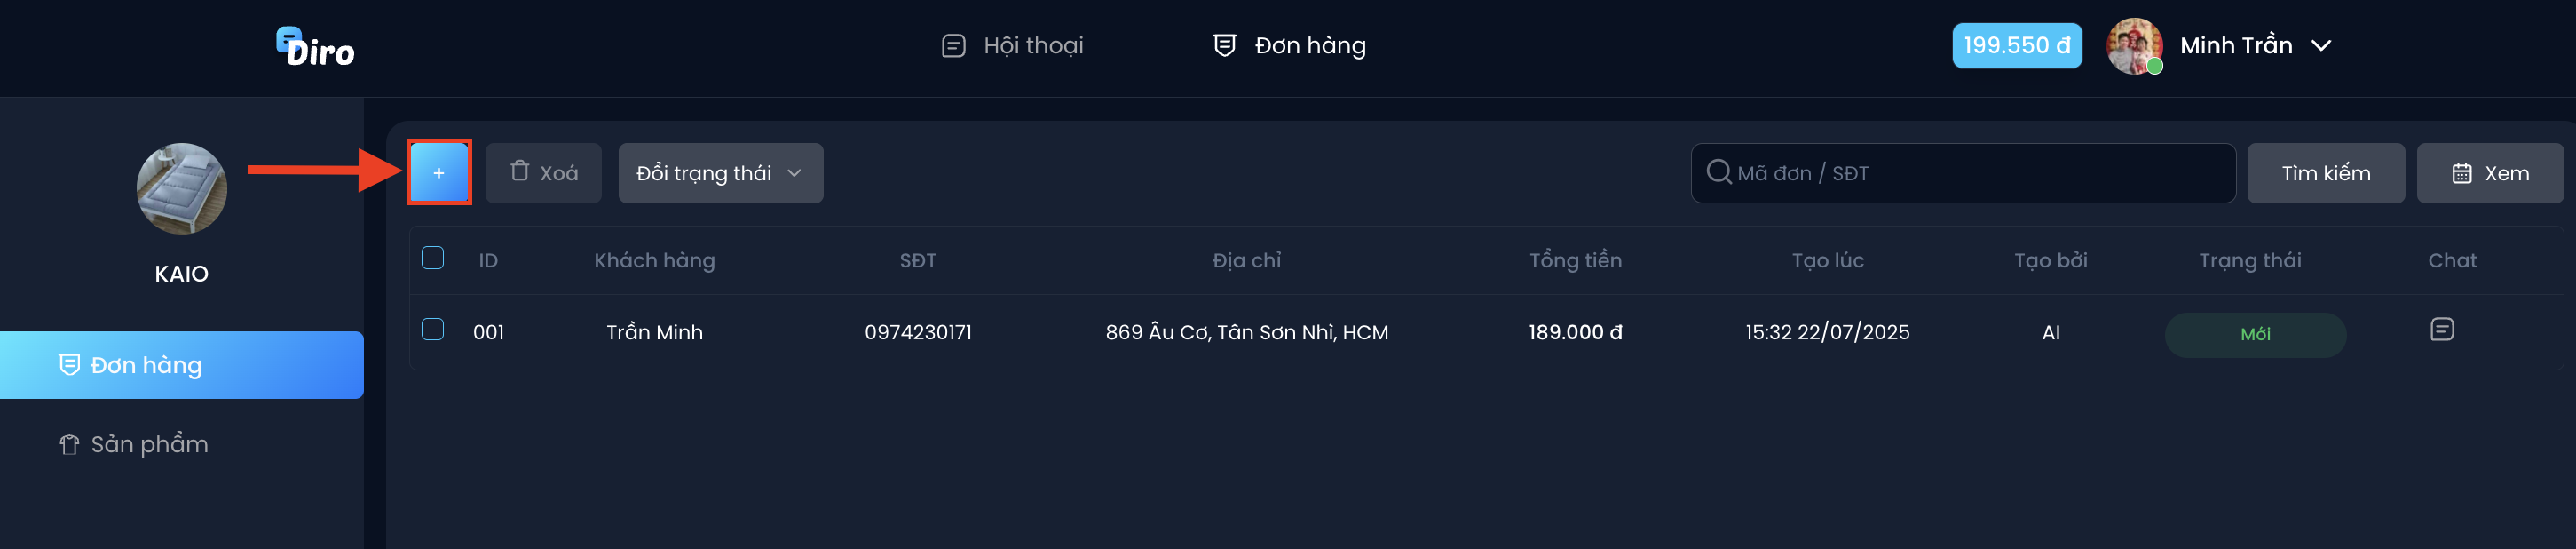 Diro
Hội thoại
Đơn hàng
199.550 đ
Minh Trần
KAIO
Đơn hàng
Sản phẩm
+
Xoá
Đổi trạng thái
Mã đơn / SĐT
Tìm kiếm
Xem
ID Khách hàng SĐT Địa chỉ Tổng tiền Tạo lúc Tạo bởi Trạng thái Chat
001 Trần Minh 0974230171 869 Âu Cơ, Tân Sơn Nhì, HCM 189.000 đ 15:32 22/07/2025 AI Mới